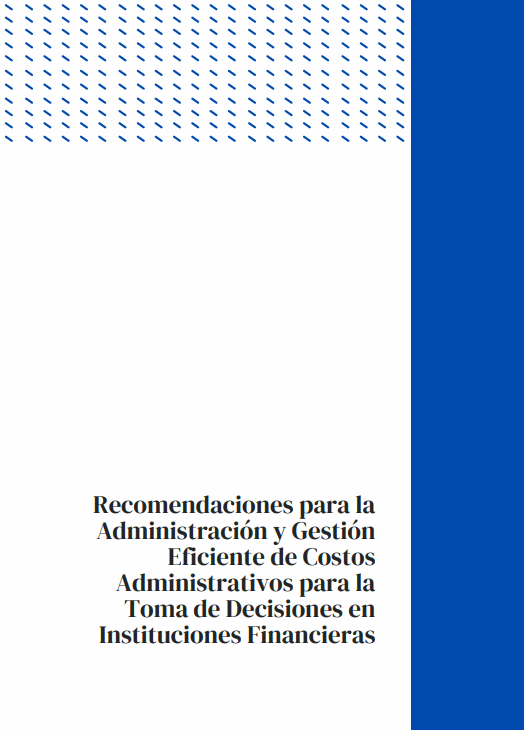 Recomendaciones para la
Administración y Gestión
Eficiente de Costos
Administrativos para la
Toma de Decisiones en
Instituciones Financieras